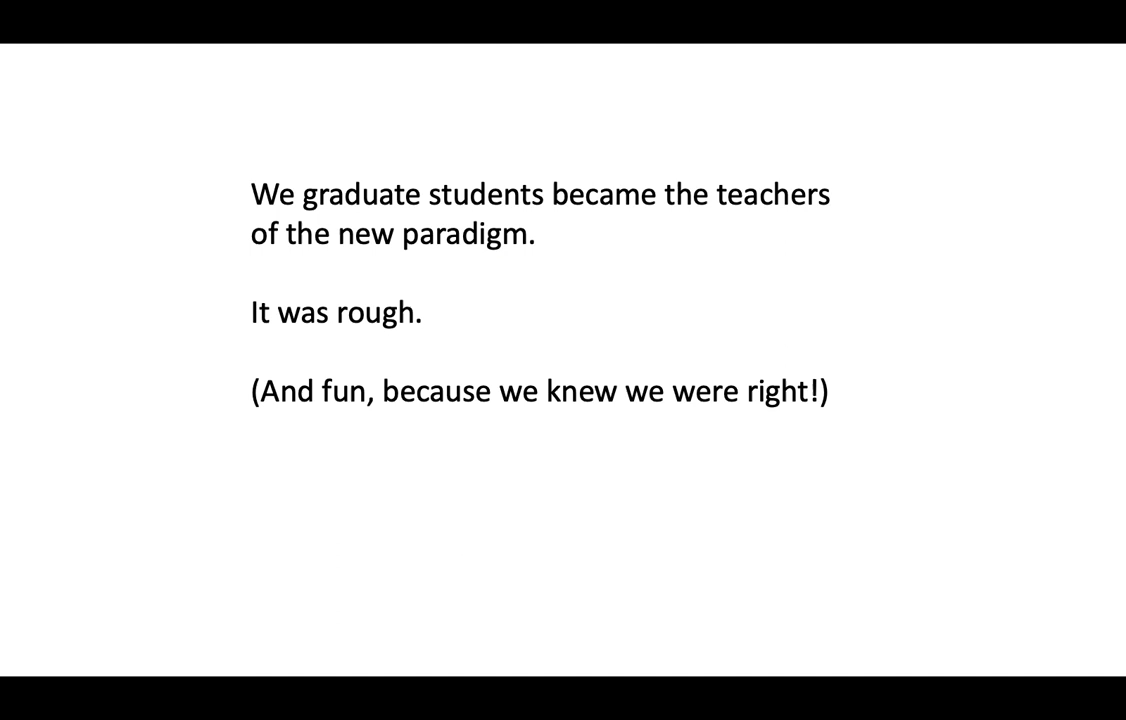 We graduate students became the teachers
of the new paradigm.
It was rough.
(And fun, because we knew we were right!)